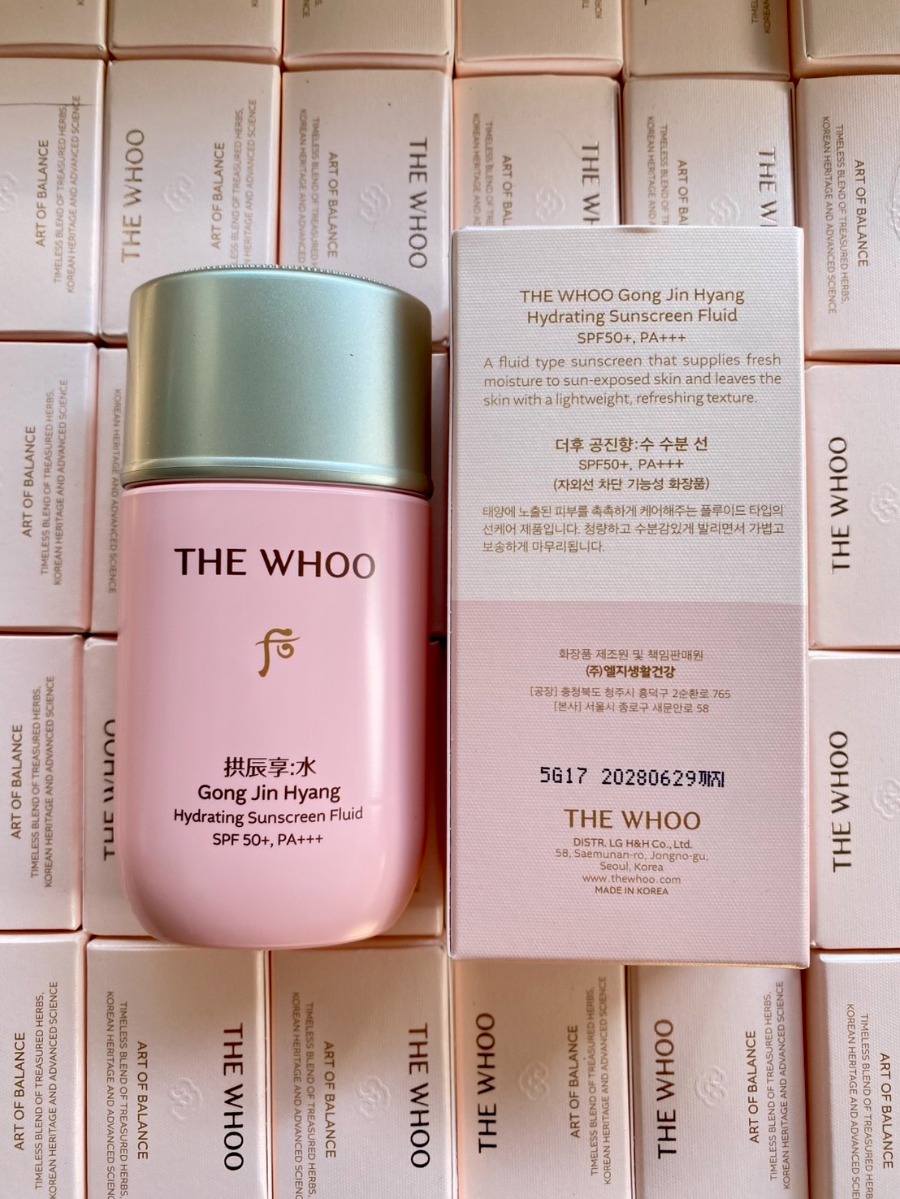 THE WHOO
拱辰享:水
Gong Jin Hyang
Hydrating Sunscreen Fluid
SPF 50+, PA+++
THE WHOO Gong Jin Hyang
Hydrating Sunscreen Fluid
SPF50+, PA+++
A fluid type sunscreen that supplies fresh
moisture to sun-exposed skin and leaves the
skin with a lightweight, refreshing texture.
더후 공진향:수 수분 선
SPF50+, PA+++
(자외선 차단 기능성 화장품)
태양에 노출된 피부를 촉촉하게 케어해주는 플루이드 타입의
선케어 제품입니다. 청량하고 수분감있게 발리면서 가볍고
보송하게 마무리됩니다.
화장품 제조원 및 책임판매원
(주)엘지생활건강
[공장] 충청북도 청주시 흥덕구 2순환로 765
[본사] 서울시 종로구 새문안로 58
5G17 20280629까지
THE WHOO
DISTR. LG H&H Co., Ltd.
58, Saemunan-ro, Jongno-gu,
Seoul, Korea
www.thewhoo.com
MADE IN KOREA
ART OF BALANCE
TIMELESS BLEND OF TREASURED HERBS,
KOREAN HERITAGE AND ADVANCED SCIENCE
THE WHOO